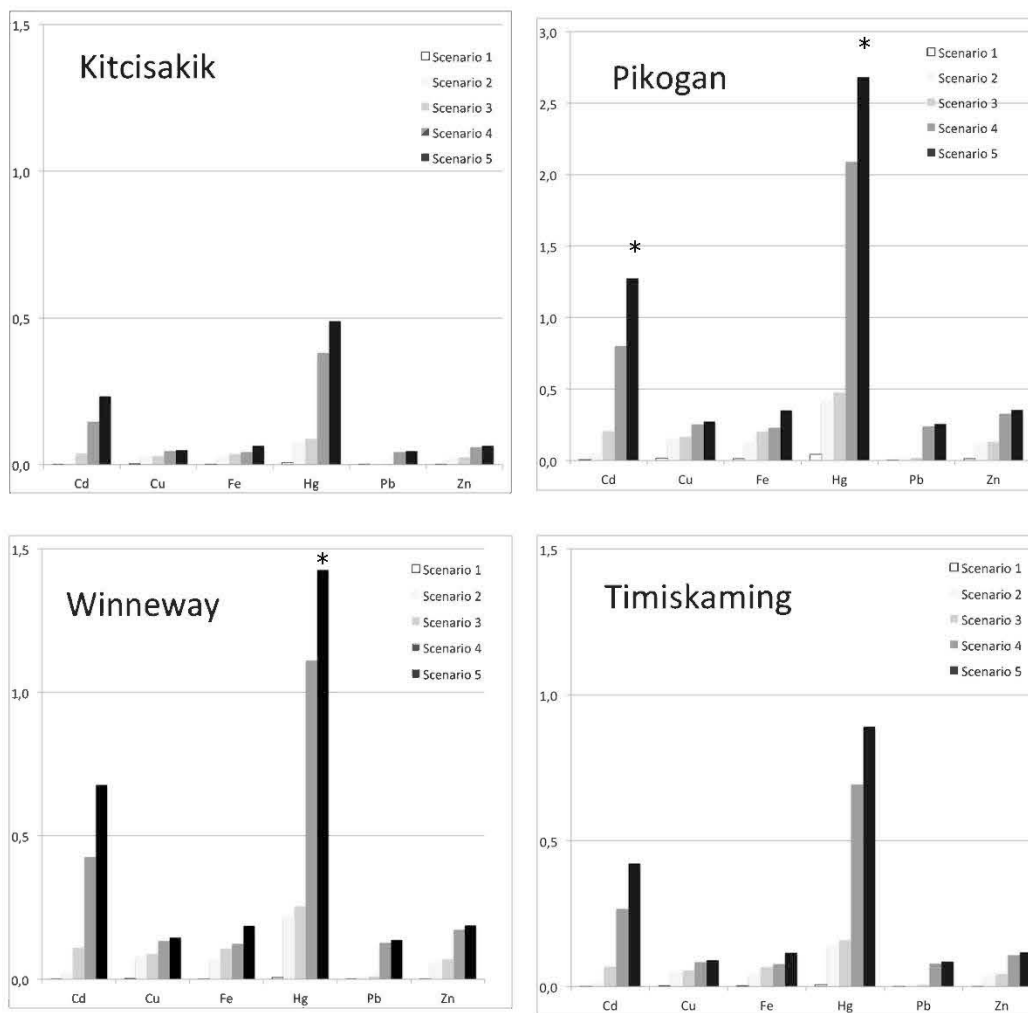 Kitcisakik
1,5
1,0
0,5
0,0
Scenario 1
Scenario 2
Scenario 3
Scenario 4
Scenario 5
Cd Cu Fe Hg Pb Zn
Pikogan
3,0
2,5
2,0
1,5
1,0
0,5
0,0
*
*
Scenario 1
Scenario 2
Scenario 3
Scenario 4
Scenario 5
Cd Cu Fe Hg Pb Zn
Winneway
1,5
1,0
0,5
0,0
*
Scenario 1
Scenario 2
Scenario 3
Scenario 4
Scenario 5
Cd Cu Fe Hg Pb Zn
Timiskaming
1,5
1,0
0,5
0,0
Scenario 1
Scenario 2
Scenario 3
Scenario 4
Scenario 5
Cd Cu Fe Hg Pb Zn